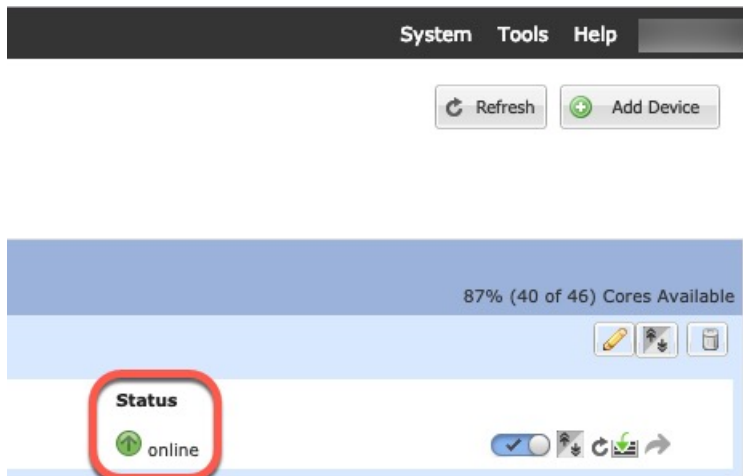 System Tools Help
Refresh Add Device
87% (40 of 46) Cores Available
Status
online